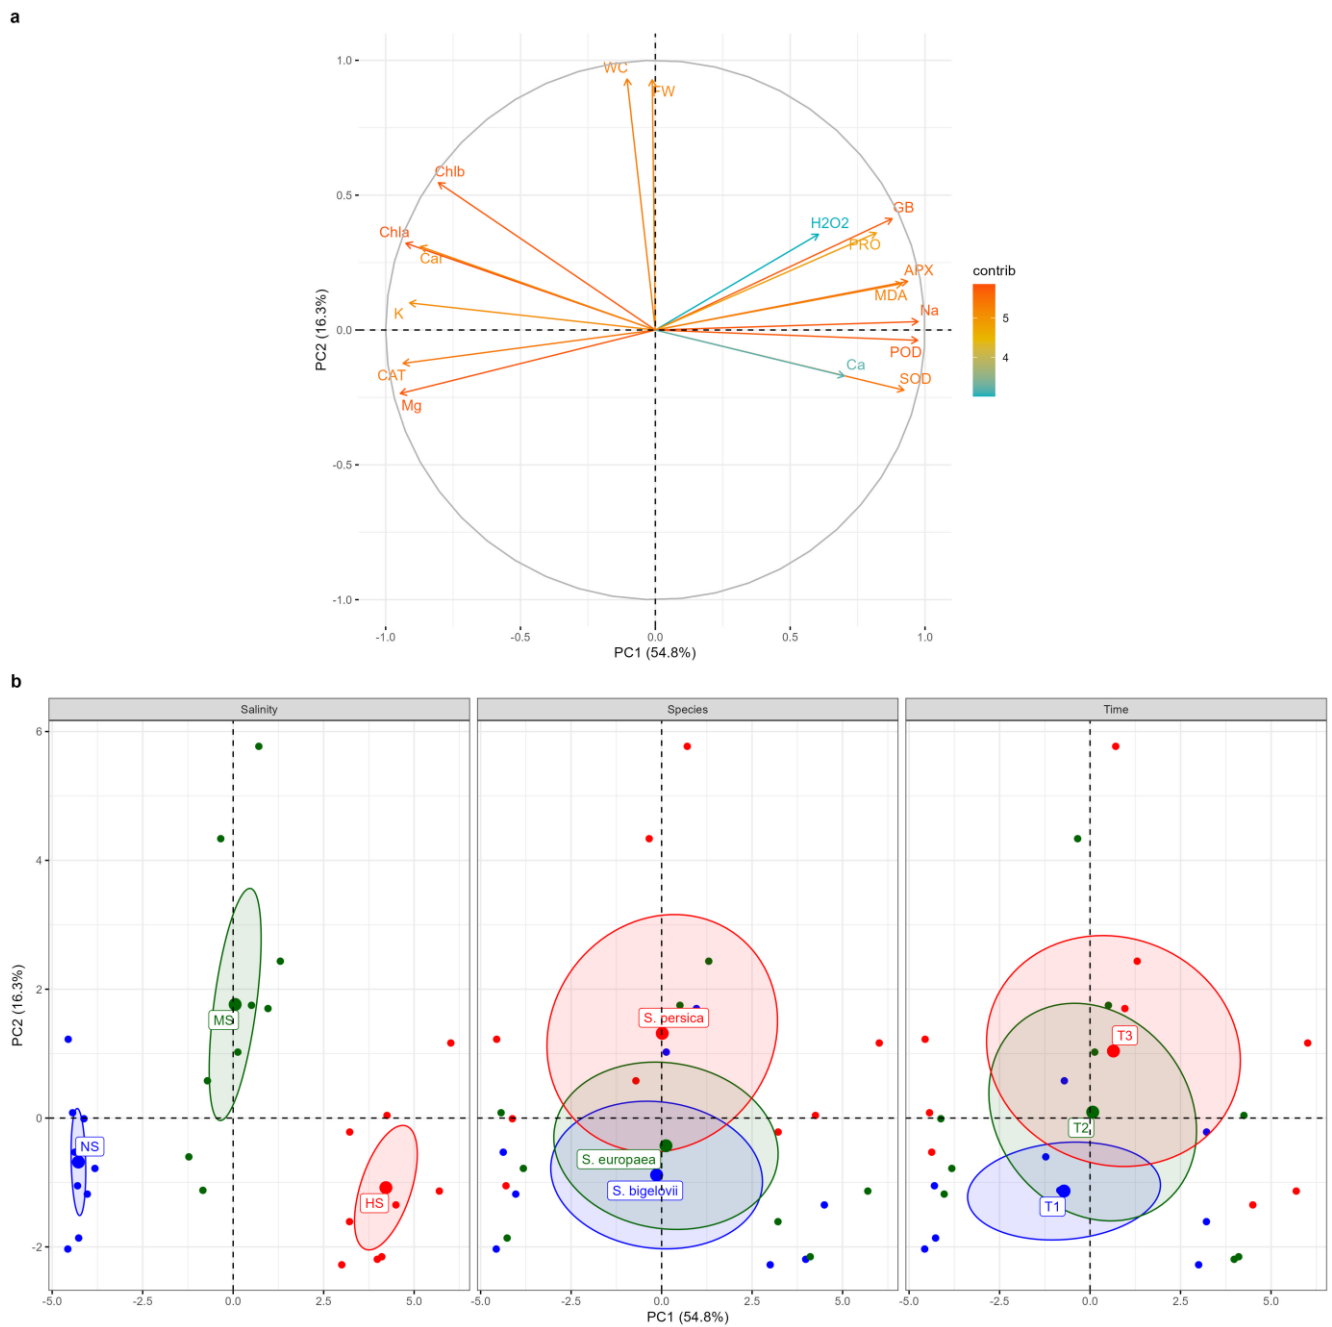 a
1.0
0.5
0.0
-0.5
-1.0
PC2 (16.3%)
WC
FW
Chlb
Chla
Car
K
CAT
Mg
H2O2
GB
PRO
APX
MDA
Na
POD
Ca
SOD
-1.0 -0.5 0.0 0.5 1.0
PC1 (54.8%)
contrib
5
4
b
Salinity Species Time
6
4
2
0
-2
PC2 (16.3%)
MS
NS
HS
S. persica
S. europaea
S. bigelovii
T3
T2
T1
-5.0 -2.5 0.0 2.5 5.0 -5.0 -2.5 0.0 2.5 5.0 -5.0 -2.5 0.0 2.5 5.0
PC1 (54.8%)